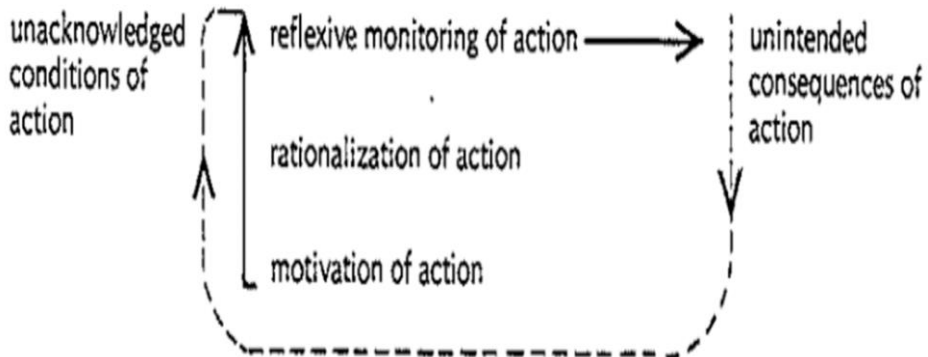 unacknowledged
conditions of
action
reflexive monitoring of action
rationalization of action
motivation of action
unintended
consequences of
action